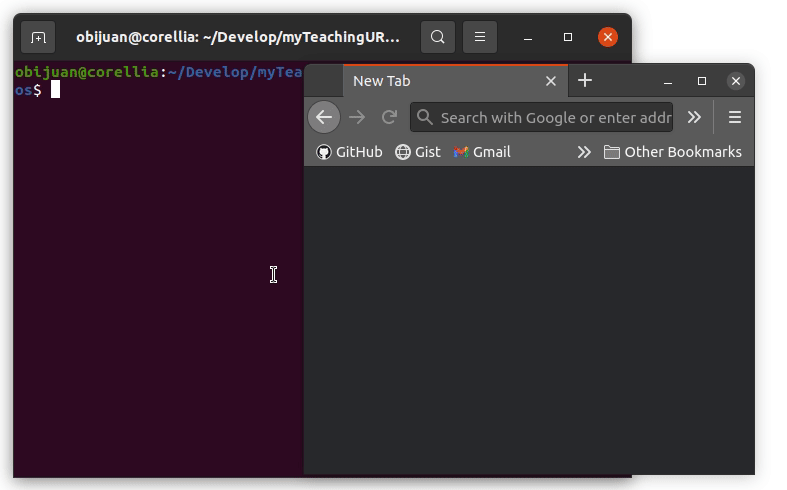 obijuan@corellia: ~/Develop/myTeachingUR...
obijuan@corellia:~/Develop/myTea
os$
New Tab
Search with Google or enter addr
GitHub Gist Gmail Other Bookmarks